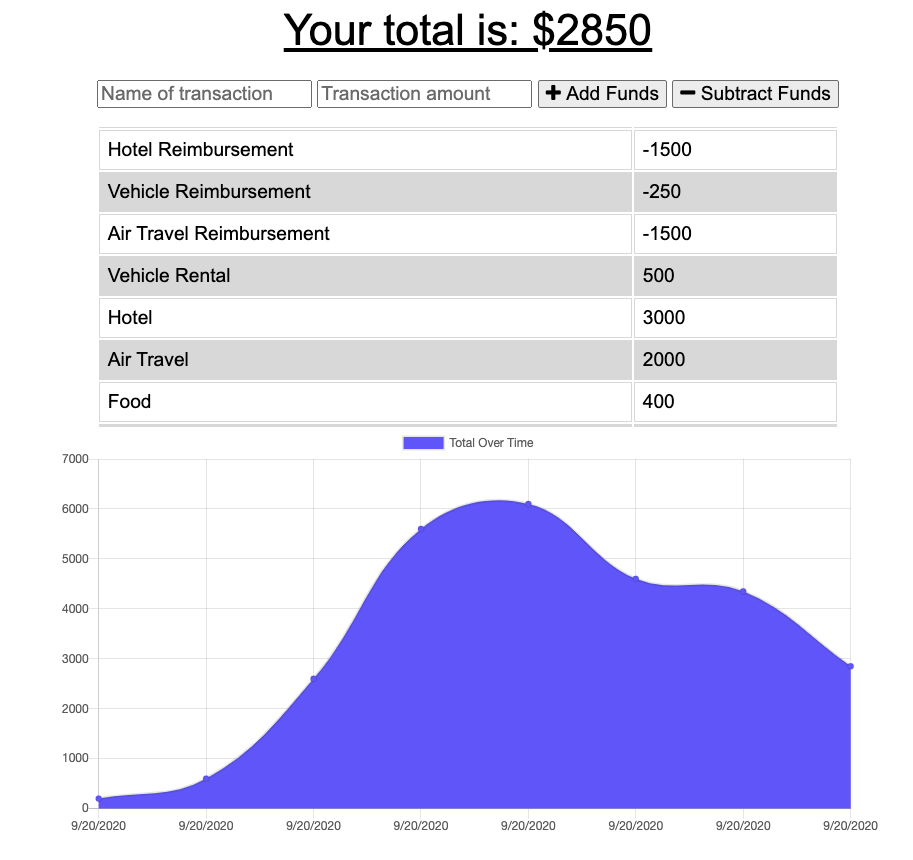 Your total is: $2850
Name of transaction Transaction amount + Add Funds − Subtract Funds
Hotel Reimbursement -1500
Vehicle Reimbursement -250
Air Travel Reimbursement -1500
Vehicle Rental 500
Hotel 3000
Air Travel 2000
Food 400
Total Over Time
7000
6000
5000
4000
3000
2000
1000
0
9/20/2020 9/20/2020 9/20/2020 9/20/2020 9/20/2020 9/20/2020 9/20/2020 9/20/2020